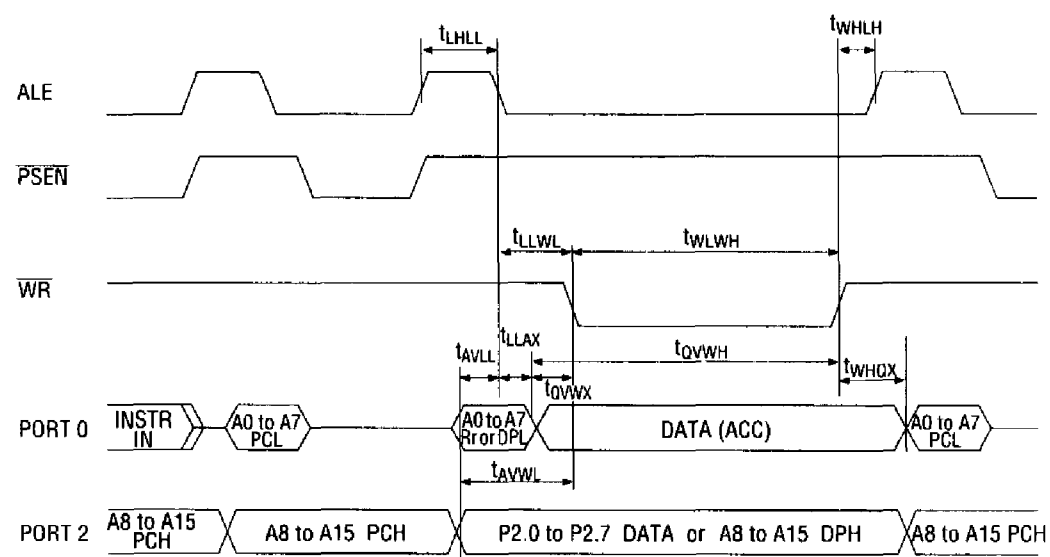 tLHLL
tWHLH
ALE
PSEN
tLLWL
tWLWH
WR
tLLAX
tAVLL
tQVWH
tWHQX
tQVWX
PORT 0
INSTR
IN
A0 to A7
PCL
A0 to A7
Rr or DPL
DATA (ACC)
A0 to A7
PCL
tAVWL
PORT 2
A8 to A15
PCH
A8 to A15 PCH
P2.0 to P2.7 DATA or A8 to A15 DPH
A8 to A15 PCH